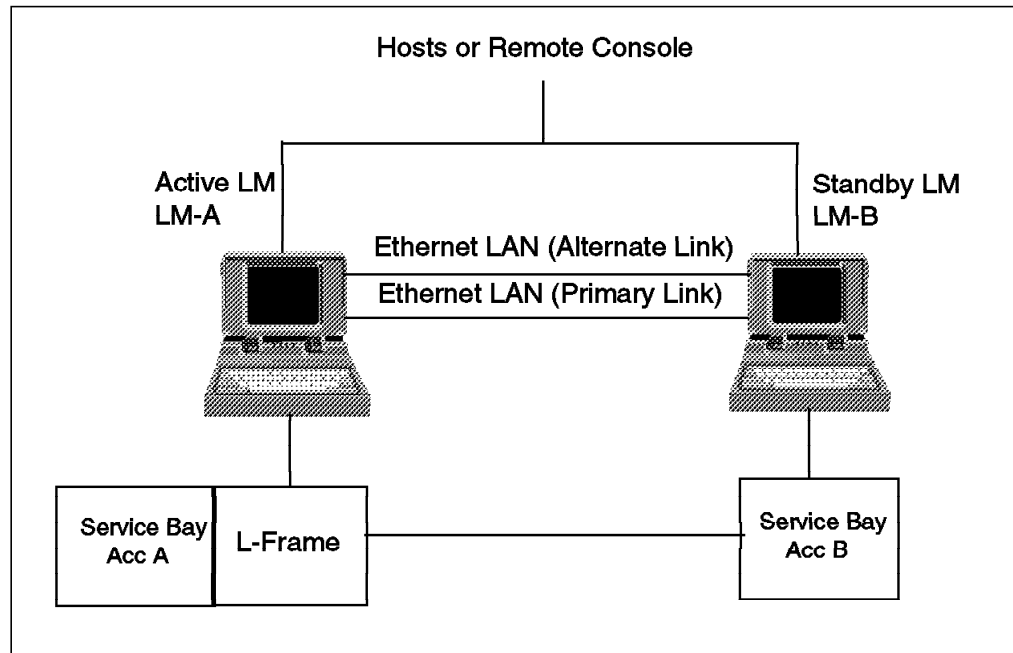 Hosts or Remote Console
Active LM
LM-A
Standby LM
LM-B
Ethernet LAN (Alternate Link)
Ethernet LAN (Primary Link)
Service Bay
Acc A
L-Frame
Service Bay
Acc B